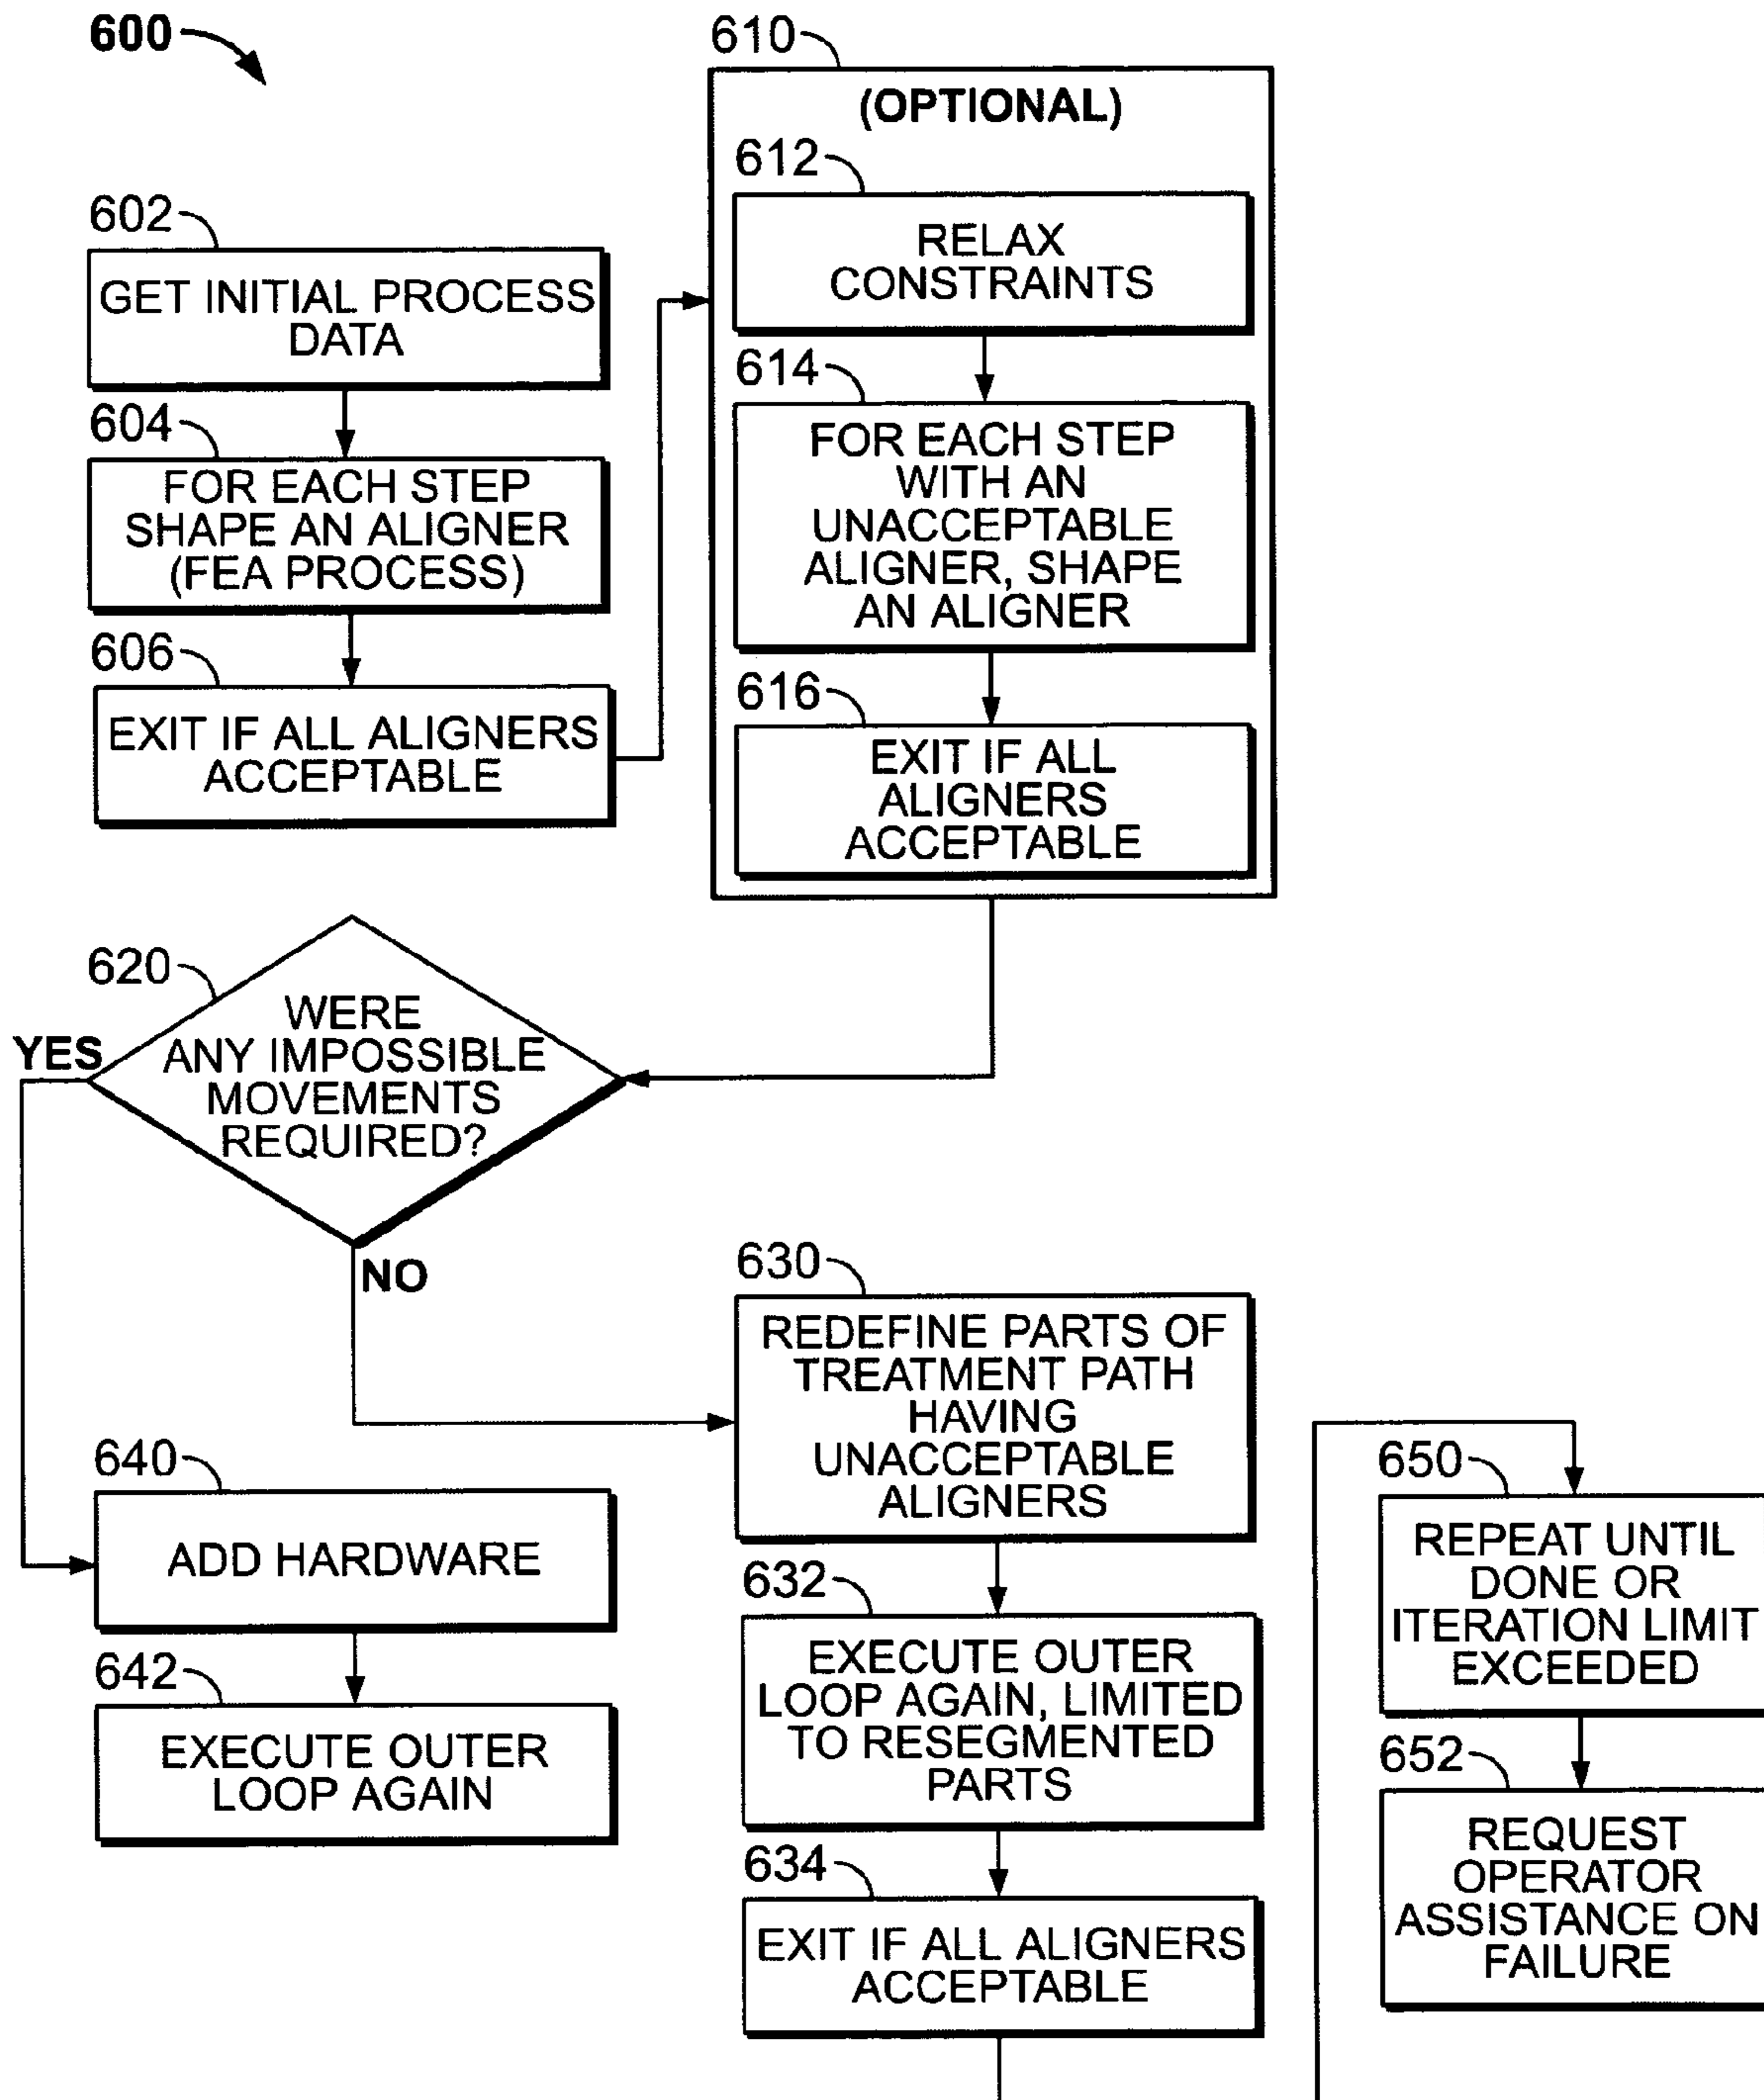 600
602
GET INITIAL PROCESS
DATA
604
FOR EACH STEP
SHAPE AN ALIGNER
(FEA PROCESS)
606
EXIT IF ALL ALIGNERS
ACCEPTABLE
610
(OPTIONAL)
612
RELAX
CONSTRAINTS
614
FOR EACH STEP
WITH AN
UNACCEPTABLE
ALIGNER, SHAPE
AN ALIGNER
616
EXIT IF ALL
ALIGNERS
ACCEPTABLE
620
WERE
ANY IMPOSSIBLE
MOVEMENTS
REQUIRED?
YES
NO
640
ADD HARDWARE
642
EXECUTE OUTER
LOOP AGAIN
630
REDEFINE PARTS OF
TREATMENT PATH
HAVING
UNACCEPTABLE
ALIGNERS
632
EXECUTE OUTER
LOOP AGAIN, LIMITED
TO RESEGMENTED
PARTS
634
EXIT IF ALL ALIGNERS
ACCEPTABLE
650
REPEAT UNTIL
DONE OR
ITERATION LIMIT
EXCEEDED
652
REQUEST
OPERATOR
ASSISTANCE ON
FAILURE